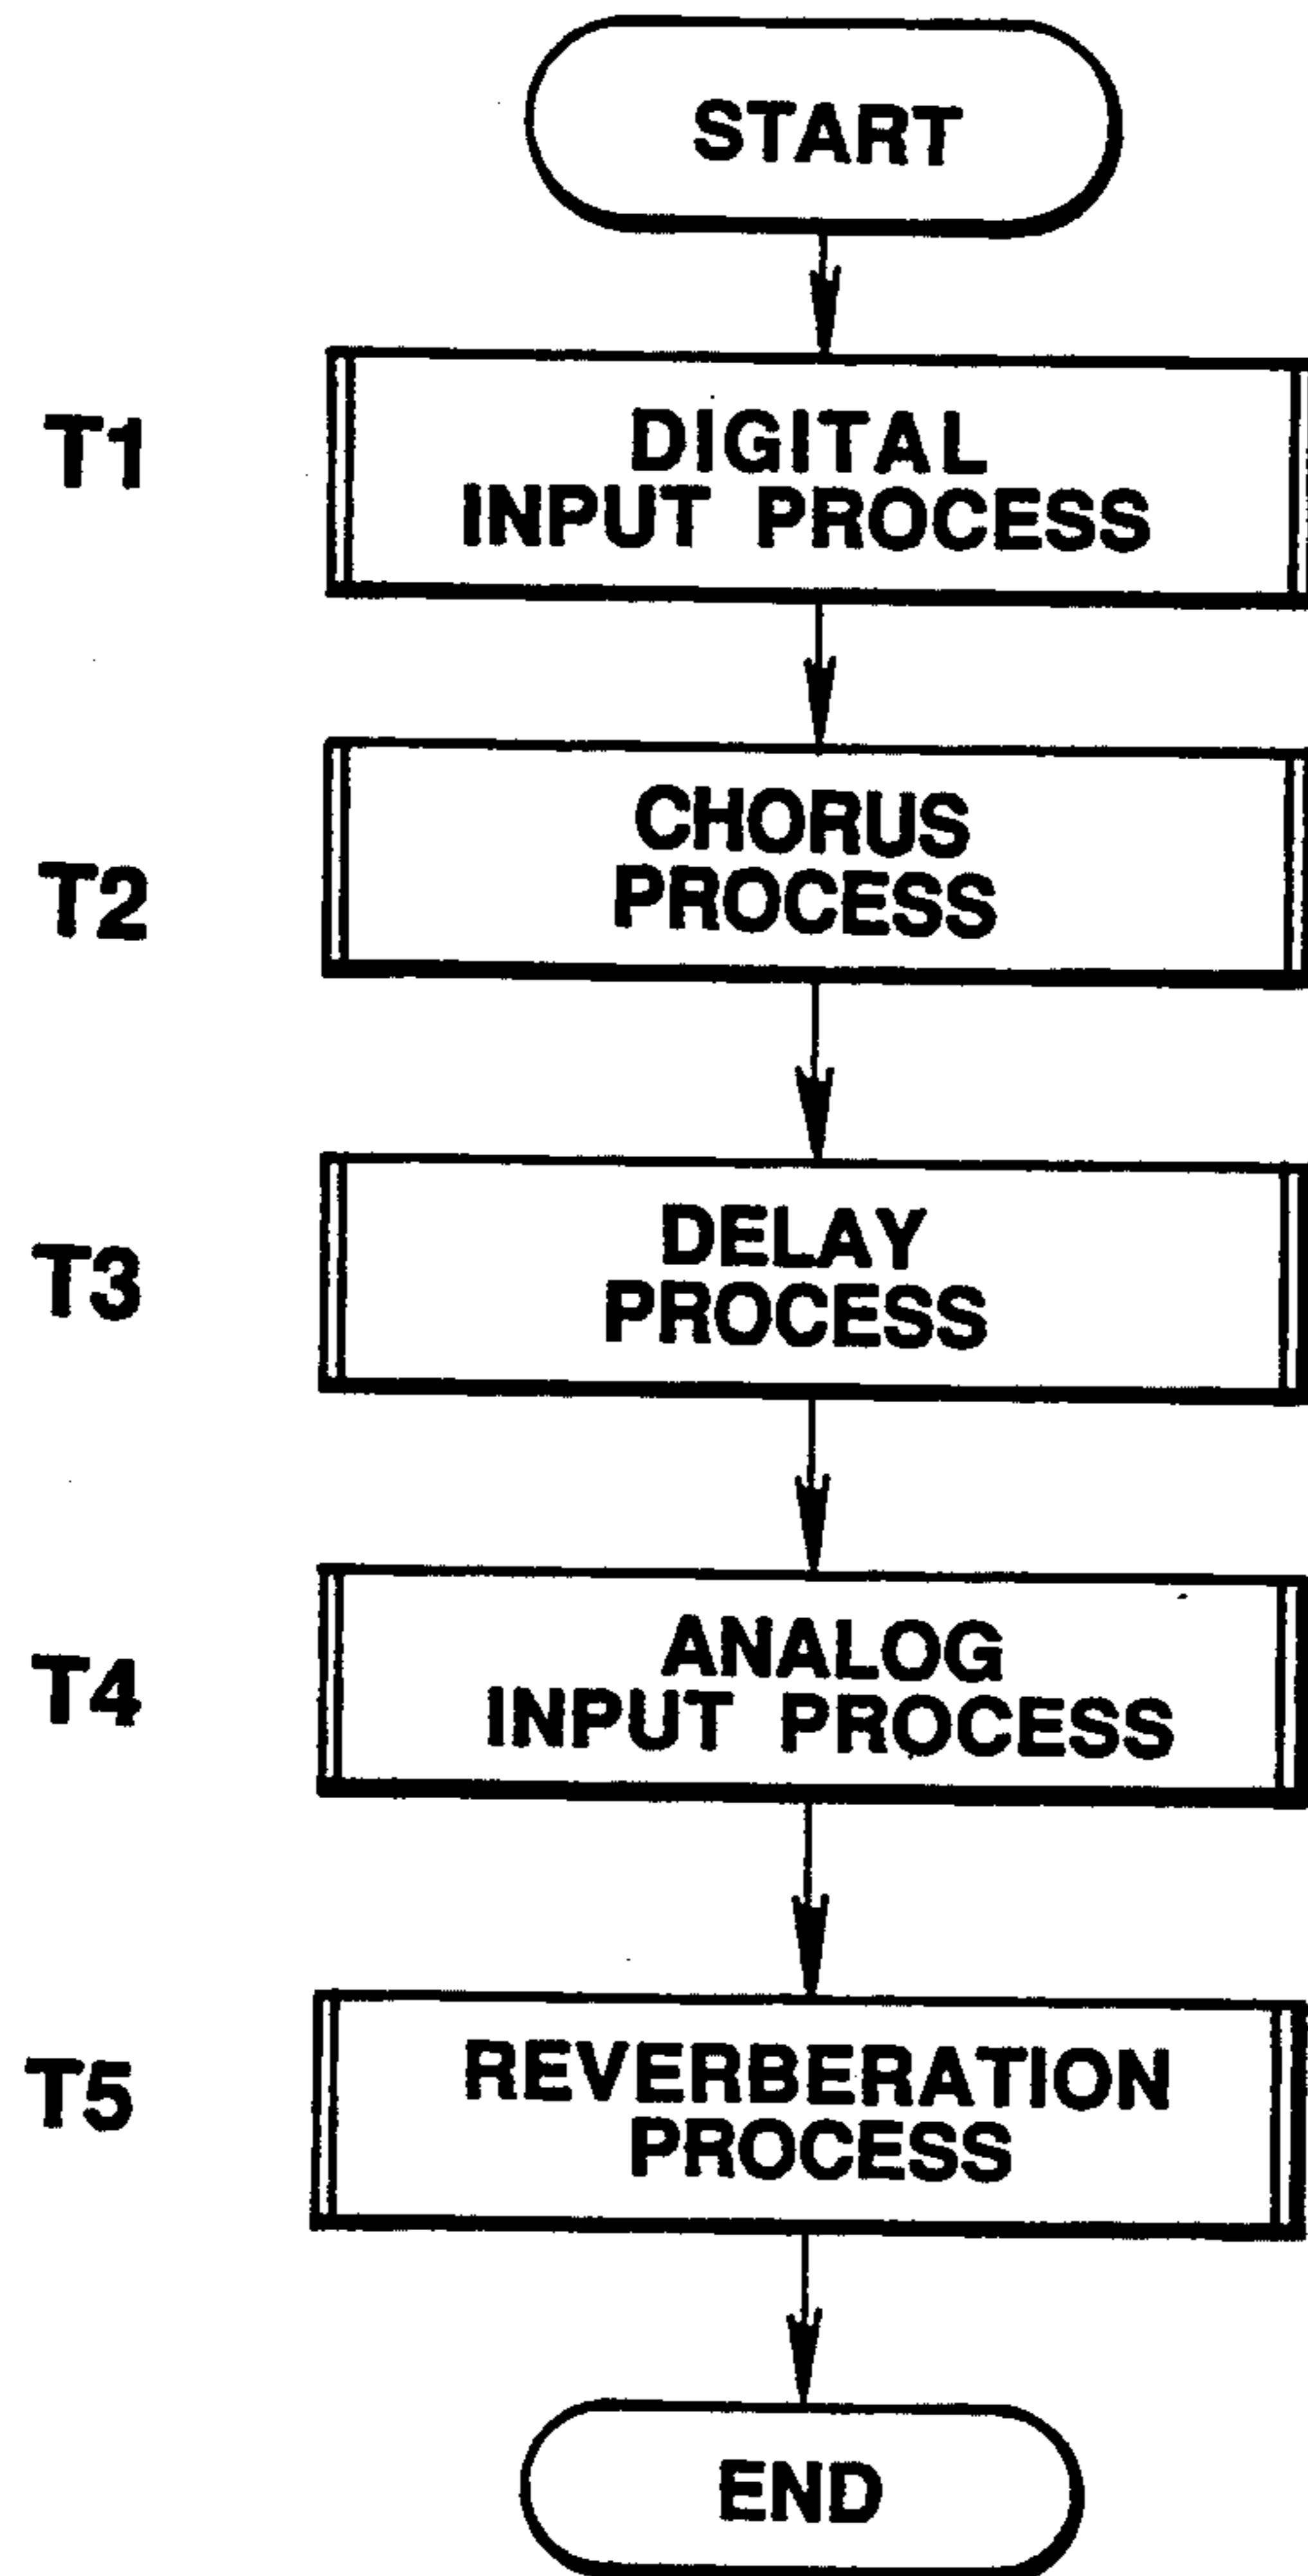 START
T1
DIGITAL
INPUT PROCESS
T2
CHORUS
PROCESS
T3
DELAY
PROCESS
T4
ANALOG
INPUT PROCESS
T5
REVERBERATION
PROCESS
END